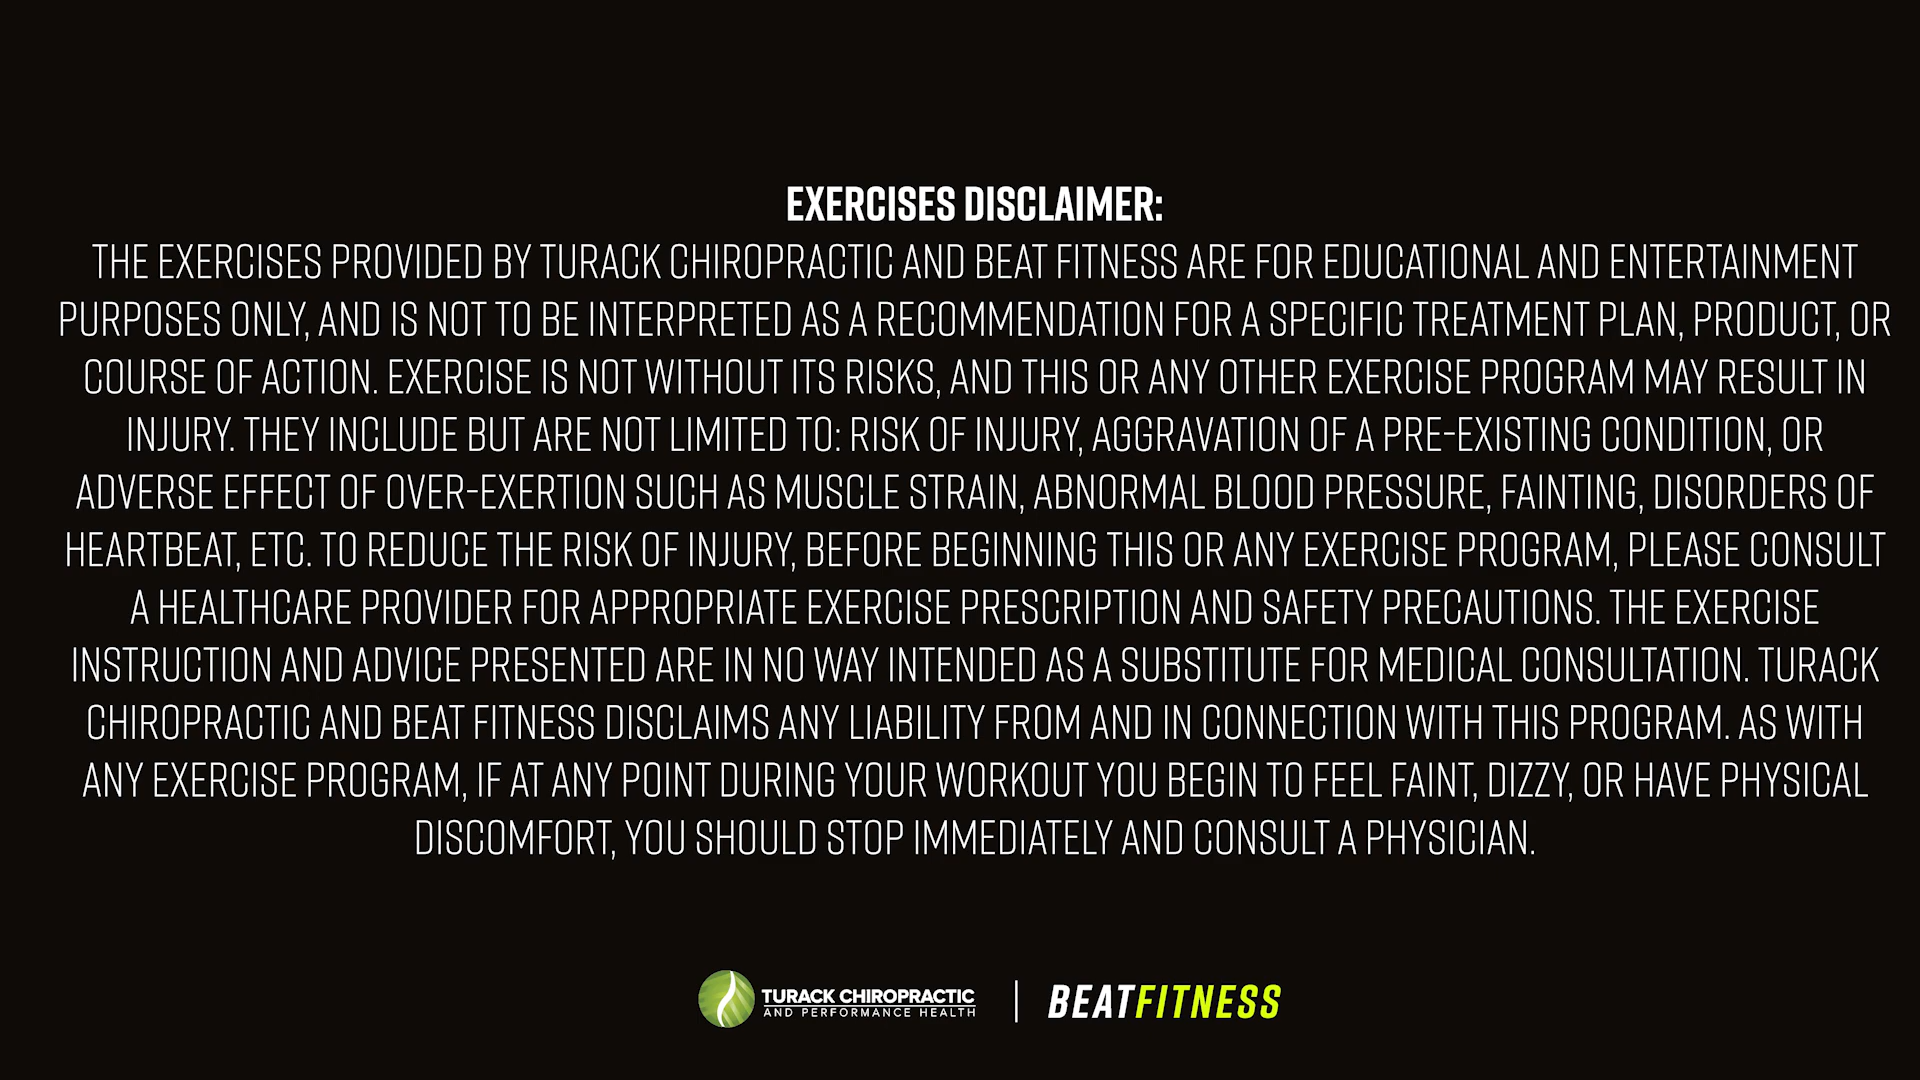 EXERCISES DISCLAIMER:
THE EXERCISES PROVIDED BY TURACK CHIROPRACTIC AND BEAT FITNESS ARE FOR EDUCATIONAL AND ENTERTAINMENT
PURPOSES ONLY, AND IS NOT TO BE INTERPRETED AS A RECOMMENDATION FOR A SPECIFIC TREATMENT PLAN, PRODUCT, OR
COURSE OF ACTION. EXERCISE IS NOT WITHOUT ITS RISKS, AND THIS OR ANY OTHER EXERCISE PROGRAM MAY RESULT IN
INJURY. THEY INCLUDE BUT ARE NOT LIMITED TO: RISK OF INJURY, AGGRAVATION OF A PRE-EXISTING CONDITION, OR
ADVERSE EFFECT OF OVER-EXERTION SUCH AS MUSCLE STRAIN, ABNORMAL BLOOD PRESSURE, FAINTING, DISORDERS OF
HEARTBEAT, ETC. TO REDUCE THE RISK OF INJURY, BEFORE BEGINNING THIS OR ANY EXERCISE PROGRAM, PLEASE CONSULT
A HEALTHCARE PROVIDER FOR APPROPRIATE EXERCISE PRESCRIPTION AND SAFETY PRECAUTIONS. THE EXERCISE
INSTRUCTION AND ADVICE PRESENTED ARE IN NO WAY INTENDED AS A SUBSTITUTE FOR MEDICAL CONSULTATION. TURACK
CHIROPRACTIC AND BEAT FITNESS DISCLAIMS ANY LIABILITY FROM AND IN CONNECTION WITH THIS PROGRAM. AS WITH
ANY EXERCISE PROGRAM, IF AT ANY POINT DURING YOUR WORKOUT YOU BEGIN TO FEEL FAINT, DIZZY, OR HAVE PHYSICAL
DISCOMFORT, YOU SHOULD STOP IMMEDIATELY AND CONSULT A PHYSICIAN.
TURACK CHIROPRACTIC
AND PERFORMANCE HEALTH
BEATFITNESS